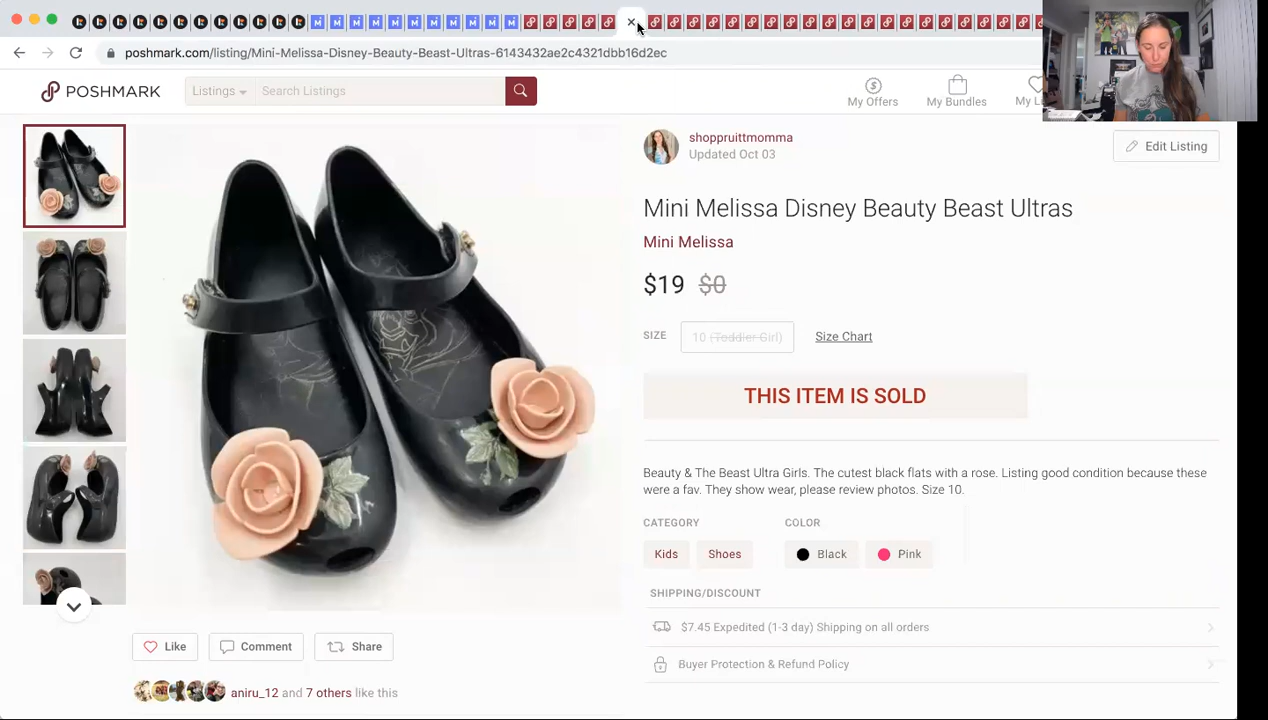 poshmark.com/listing/Mini-Melissa-Disney-Beauty-Beast-Ultras-6143432ae2c4321dbb16d2ec
POSHMARK
Listings
Search Listings
My Offers
My Bundles
shoppruittmomma
Updated Oct 03
Edit Listing
Mini Melissa Disney Beauty Beast Ultras
Mini Melissa
$19 $0
SIZE
10 (Toddler Girl)
Size Chart
THIS ITEM IS SOLD
Beauty & The Beast Ultra Girls. The cutest black flats with a rose. Listing good condition because these
were a fav. They show wear, please review photos. Size 10.
CATEGORY
COLOR
Kids
Shoes
Black
Pink
SHIPPING/DISCOUNT
$7.45 Expedited (1-3 day) Shipping on all orders
Buyer Protection & Refund Policy
Like
Comment
Share
aniru_12 and 7 others like this